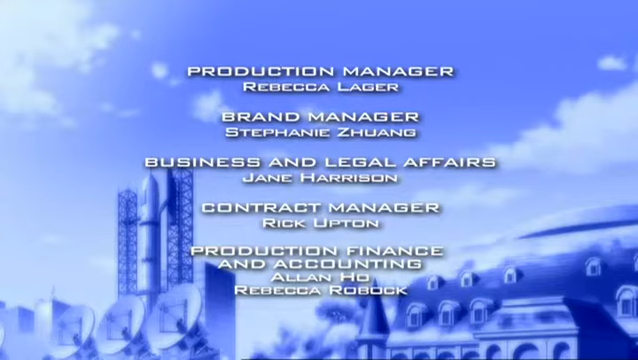 PRODUCTION MANAGER
REBECCA LAGER
BRAND MANAGER
STEPHANIE ZHUANG
BUSINESS AND LEGAL AFFAIRS
JANE HARRISON
CONTRACT MANAGER
RICK UPTON
PRODUCTION FINANCE
AND ACCOUNTING
ALLAN HO
REBECCA ROBOCK